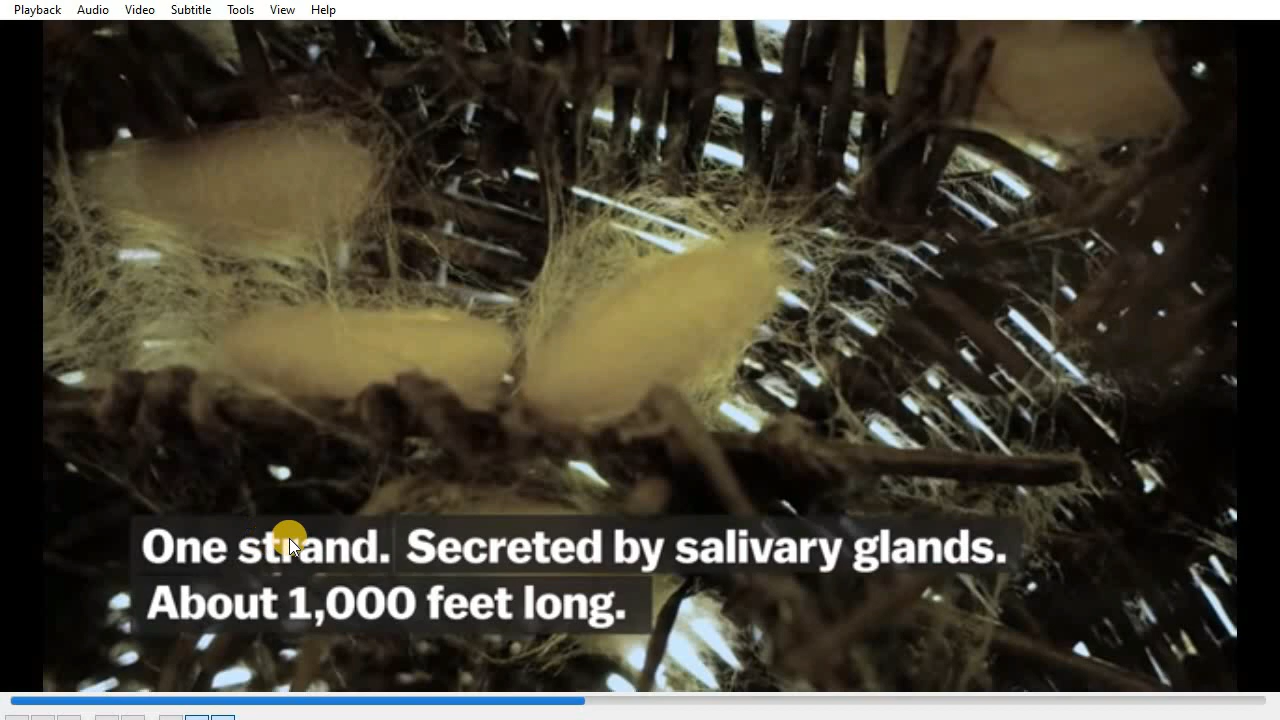 Playback Audio Video Subtitle Tools View Help
One strand. Secreted by salivary glands.
About 1,000 feet long.